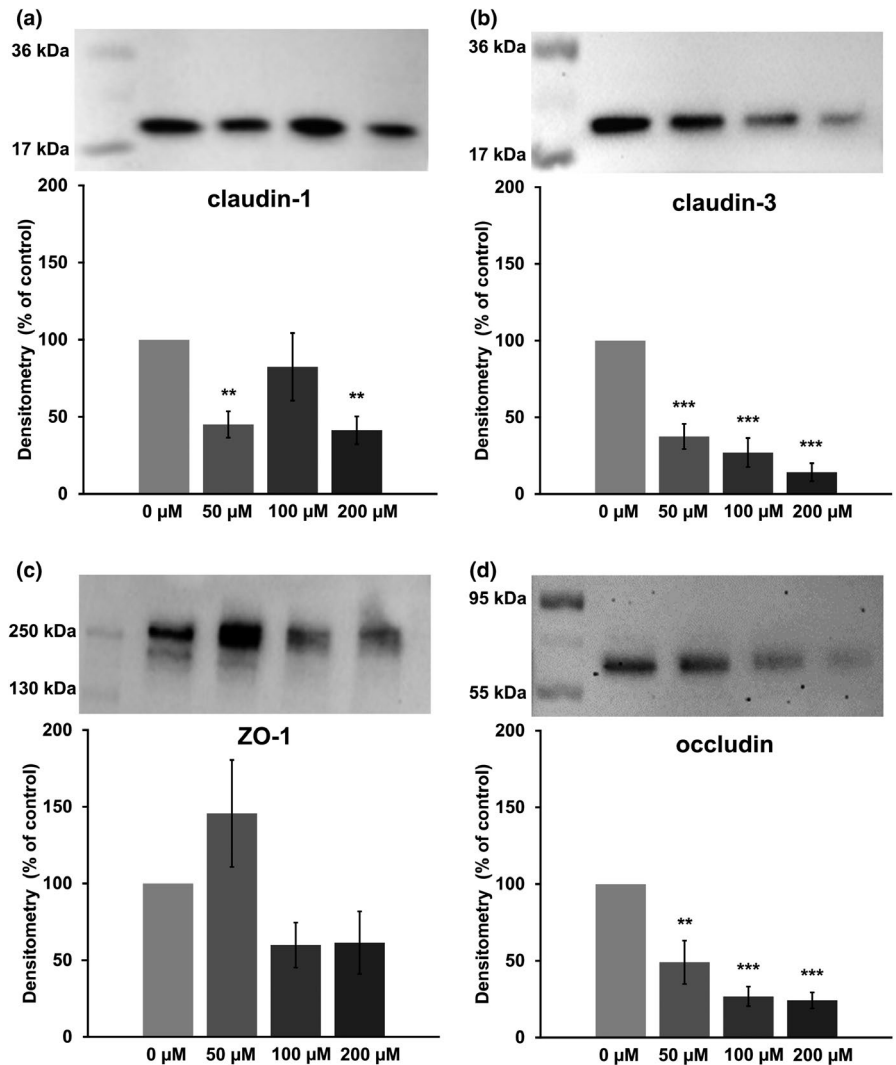 (a)
36 kDa
17 kDa
claudin-1
Densitometry (% of control)
200
150
100
50
0
**
**
0 µM 50 µM 100 µM 200 µM
(b)
36 kDa
17 kDa
claudin-3
Densitometry (% of control)
200
150
100
50
0
***
***
***
0 µM 50 µM 100 µM 200 µM
(c)
250 kDa
130 kDa
ZO-1
Densitometry (% of control)
200
150
100
50
0
0 µM 50 µM 100 µM 200 µM
(d)
95 kDa
55 kDa
occludin
Densitometry (% of control)
200
150
100
50
0
**
***
***
0 µM 50 µM 100 µM 200 µM